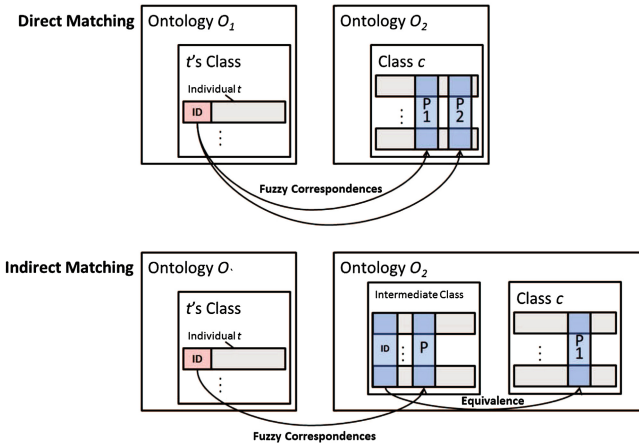 Direct Matching
Ontology O1
t's Class
Individual t
ID
⋮
Ontology O2
Class c
⋮
P 1
P 2
Fuzzy Correspondences
Indirect Matching
Ontology O
t's Class
Individual t
ID
⋮
Ontology O2
Intermediate Class
ID
⋮
P
Class c
⋮
P 1
Equivalence
Fuzzy Correspondences